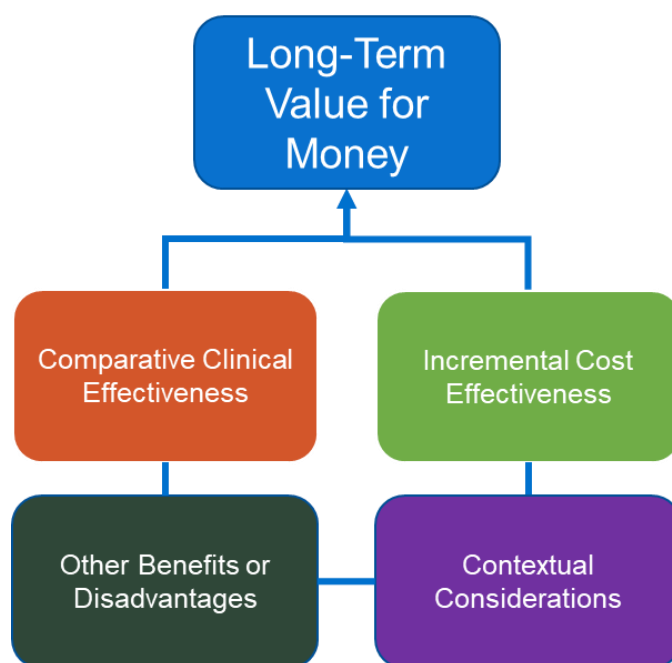 Long-Term
Value for
Money
Comparative Clinical
Effectiveness
Incremental Cost
Effectiveness
Other Benefits or
Disadvantages
Contextual
Considerations